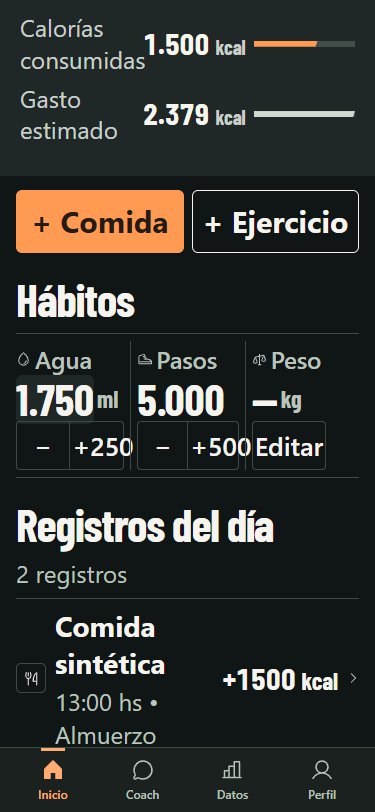 Calorías
consumidas 1.500 kcal
Gasto
estimado 2.379 kcal
+ Comida + Ejercicio
Hábitos
Agua Pasos Peso
1.750 ml 5.000 — kg
− +250 − +500 Editar
Registros del día
2 registros
Comida
sintética
+1500 kcal
13:00 hs •
Almuerzo
Inicio Coach Datos Perfil